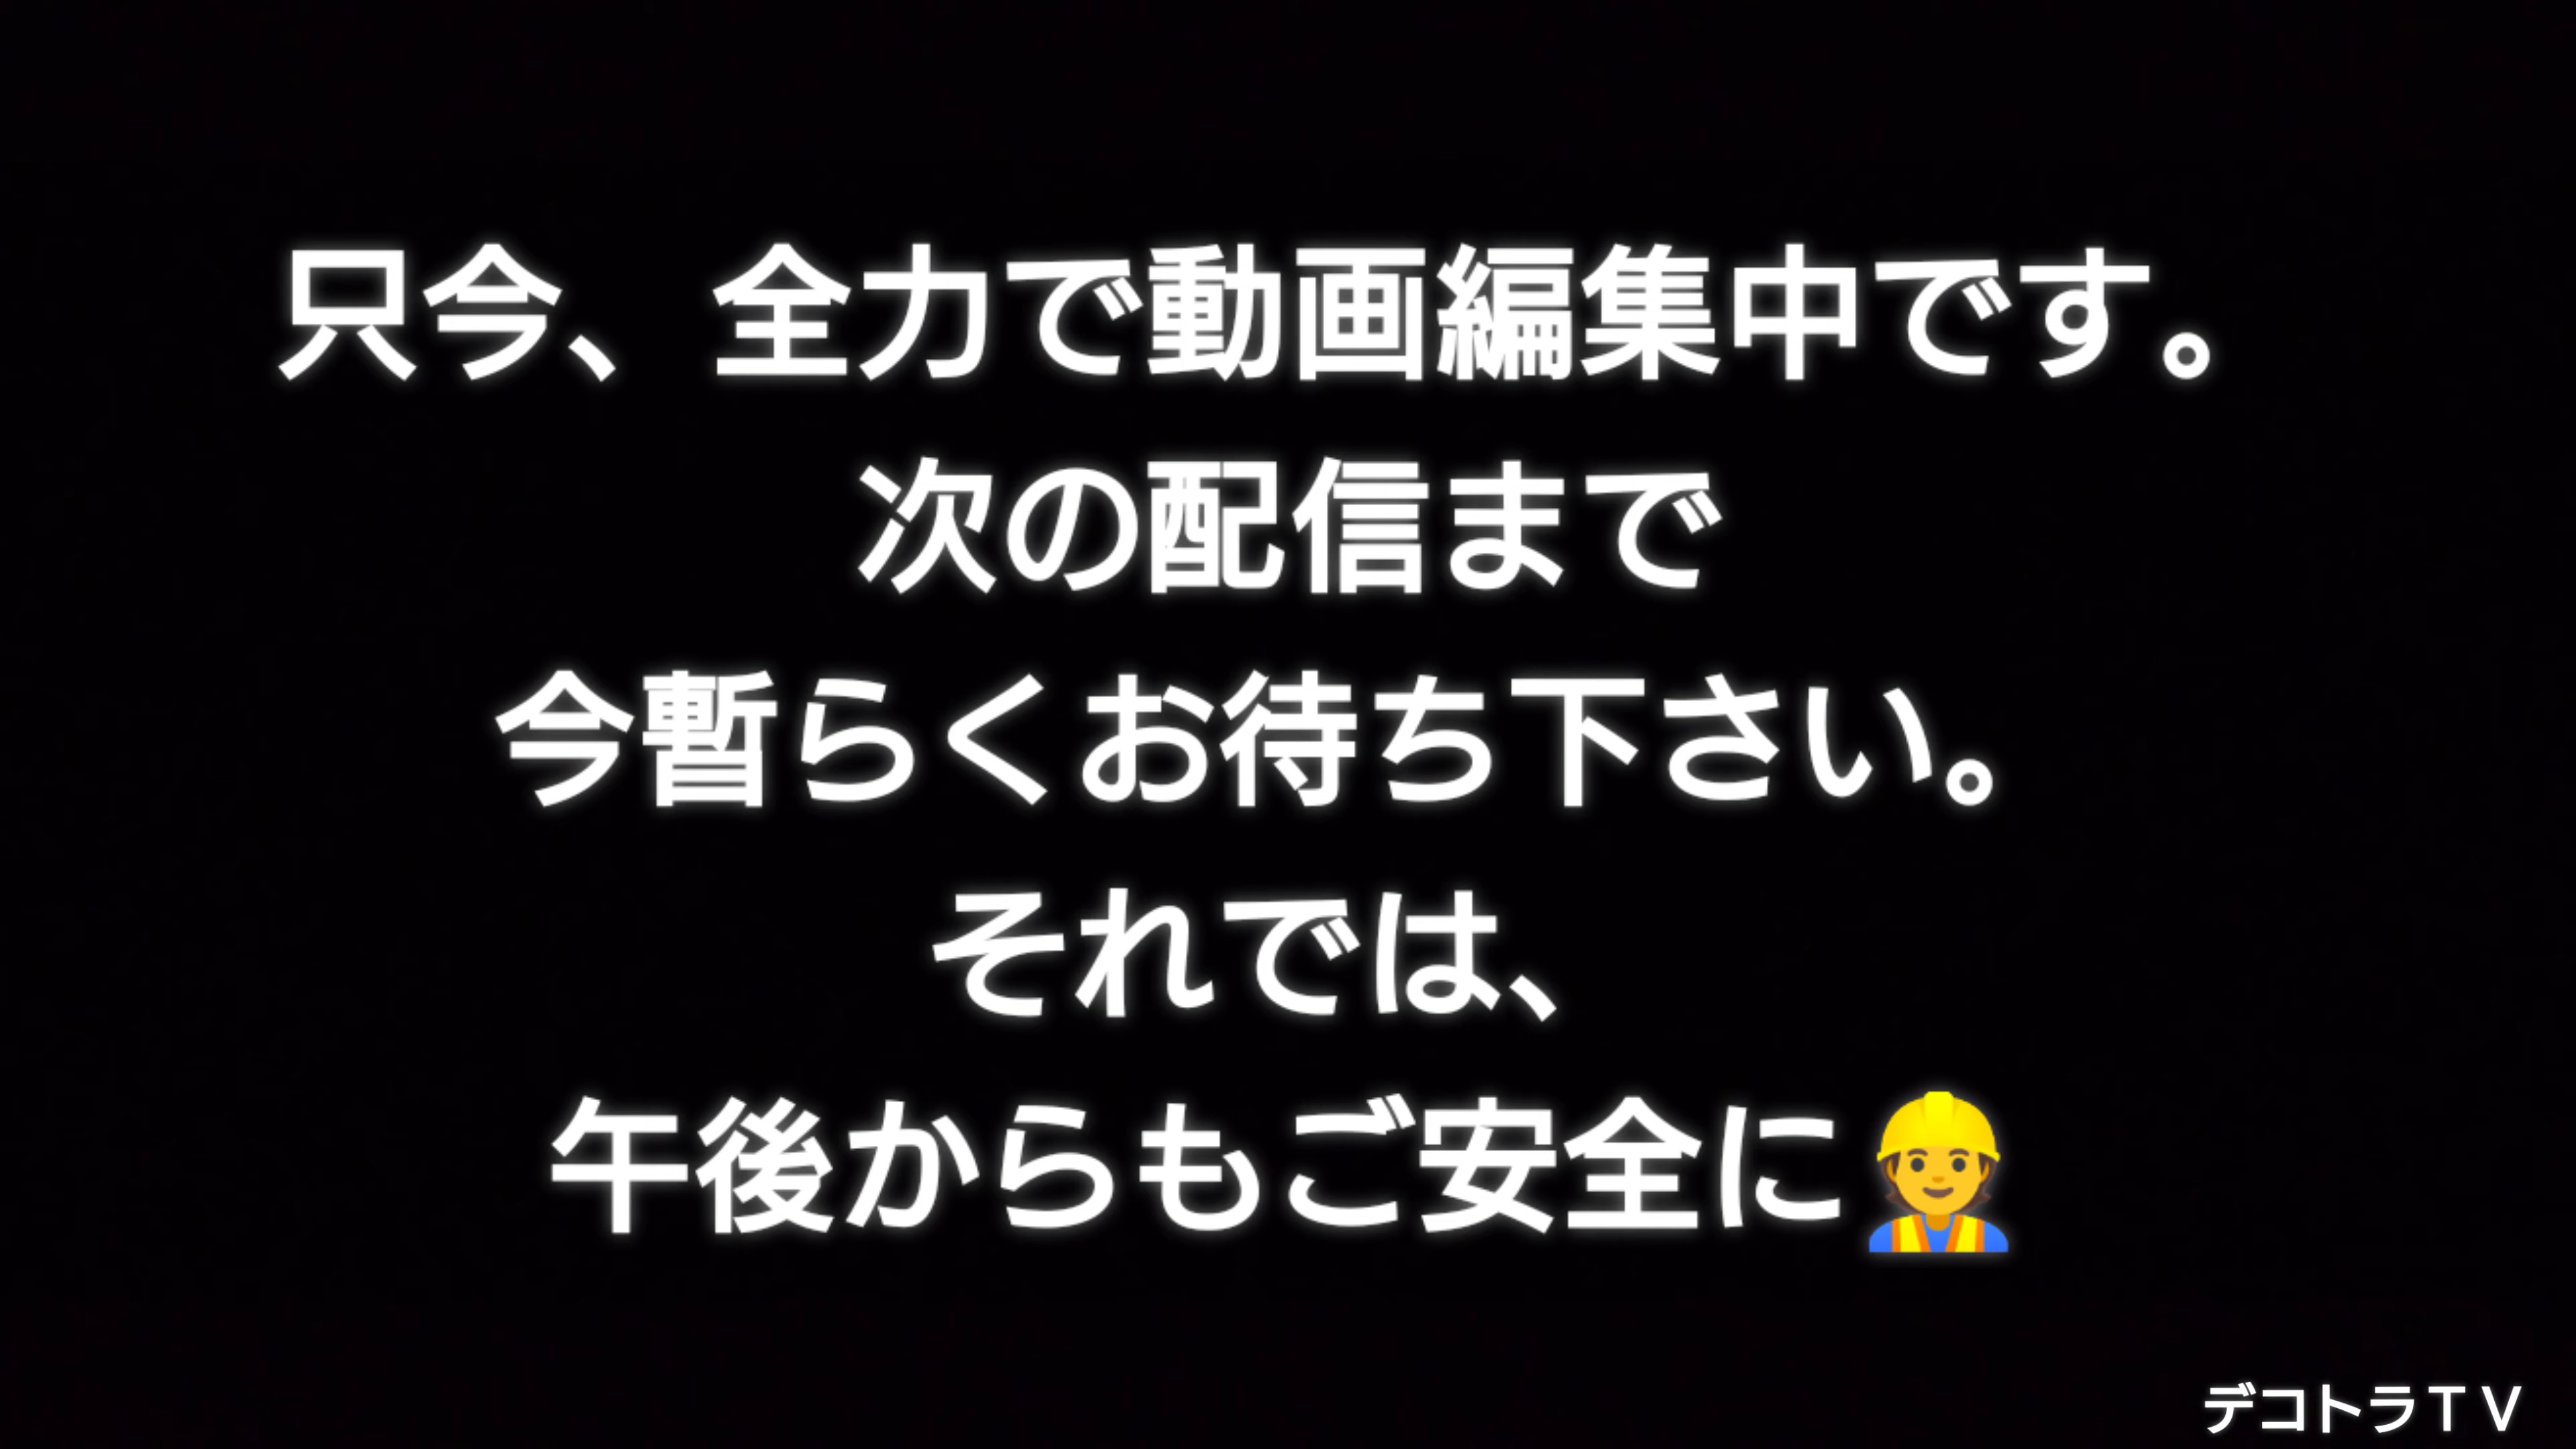 只今、全力で動画編集中です。
次の配信まで
今暫らくお待ち下さい。
それでは、
午後からもご安全に👷
デコトラＴＶ